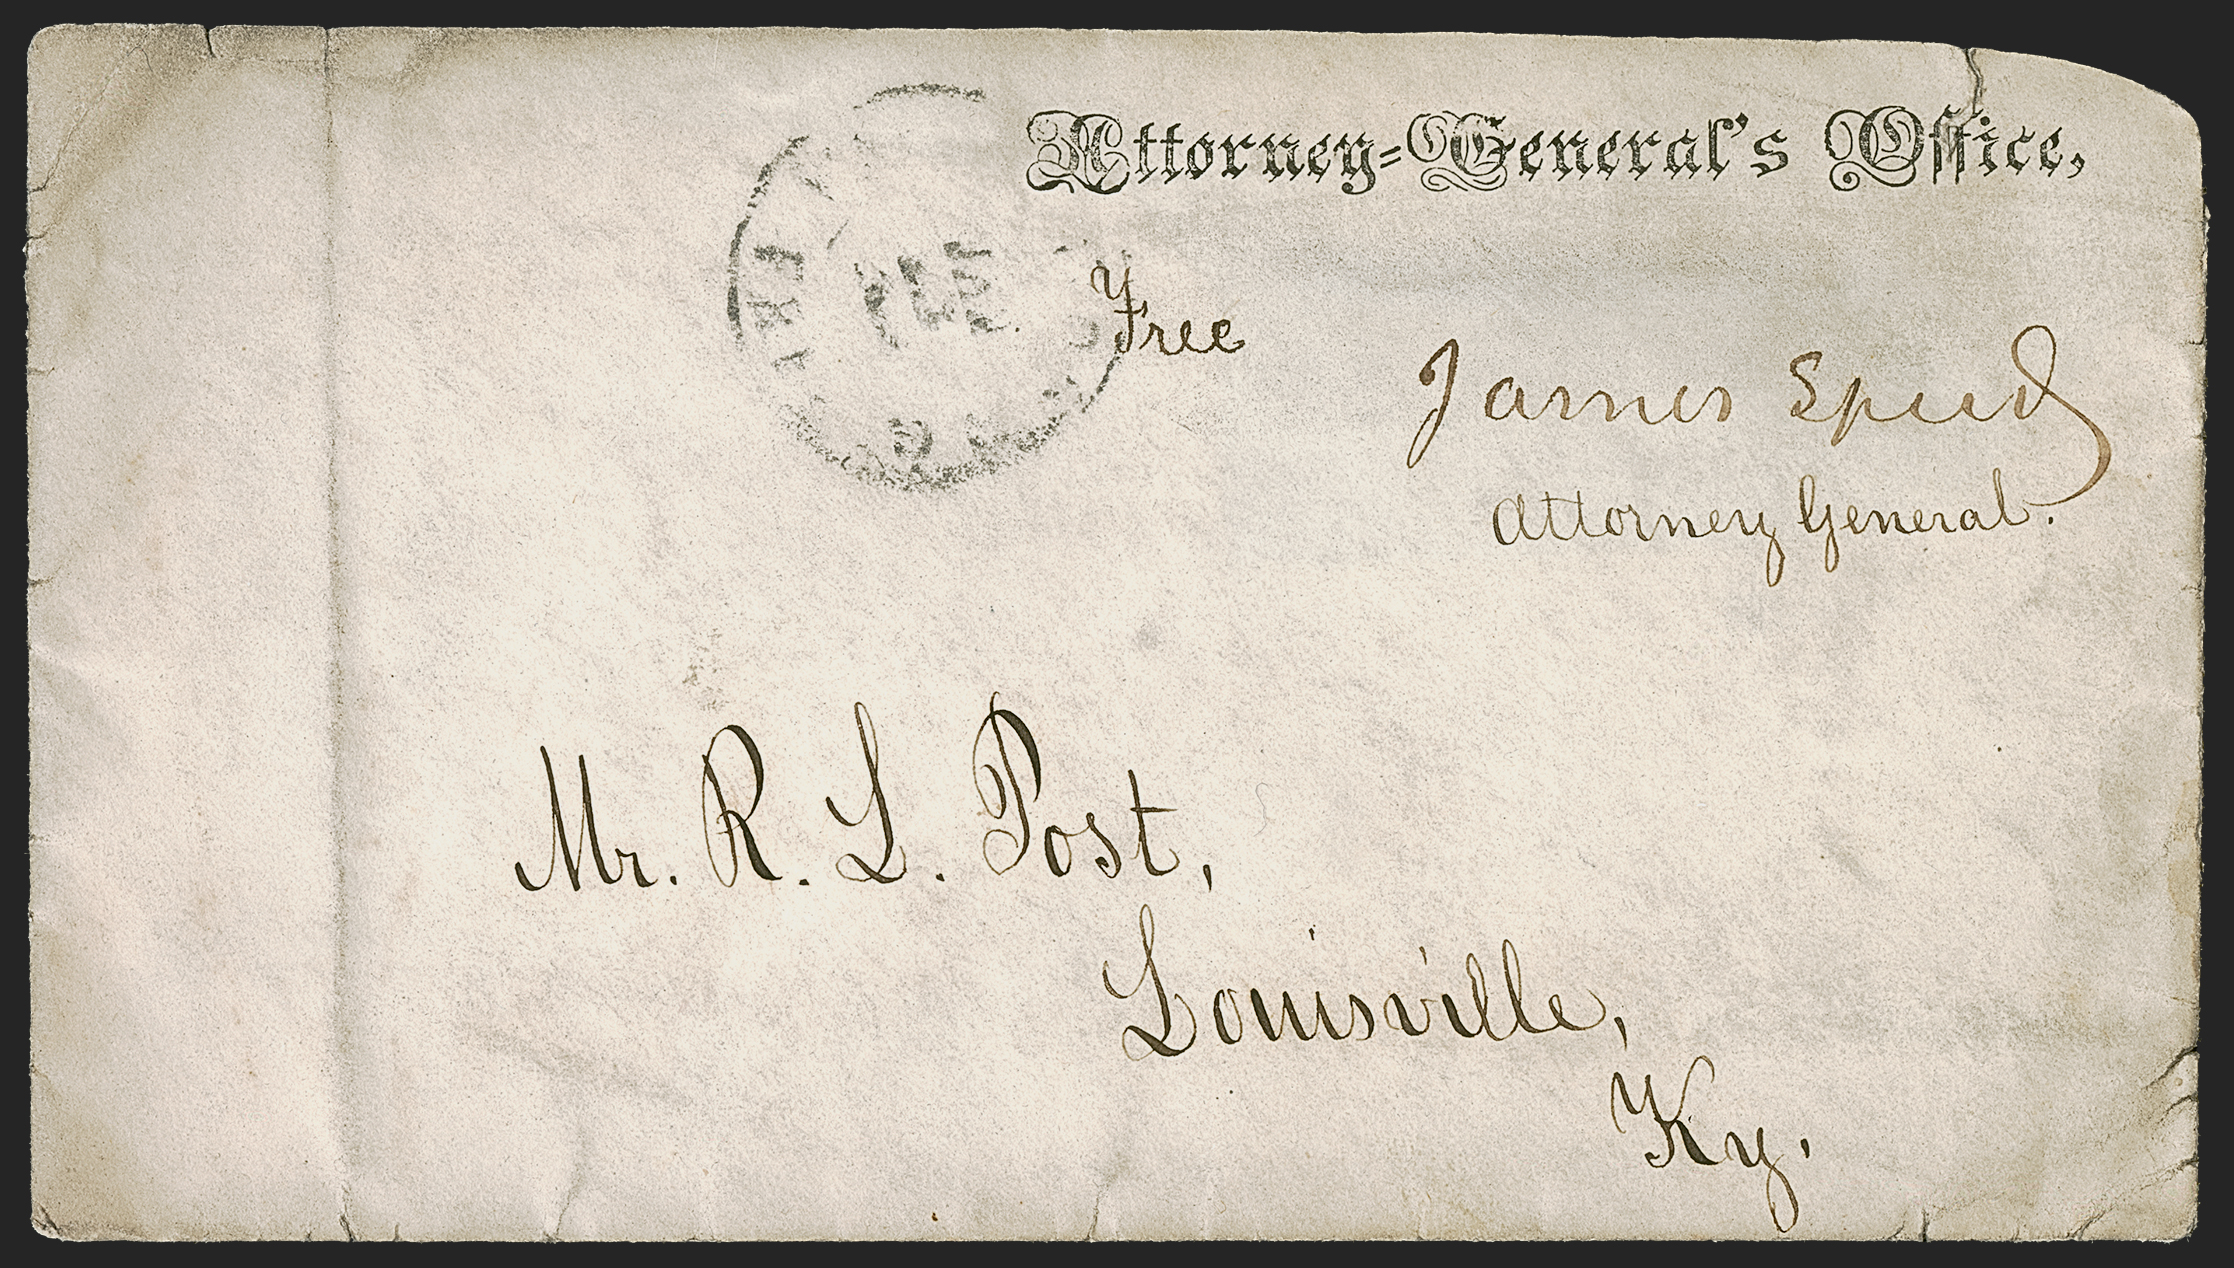 Attorney-General's Office,
Free
James Speed
Attorney General.
Mr. R. L. Post,
Louisville,
Ky.